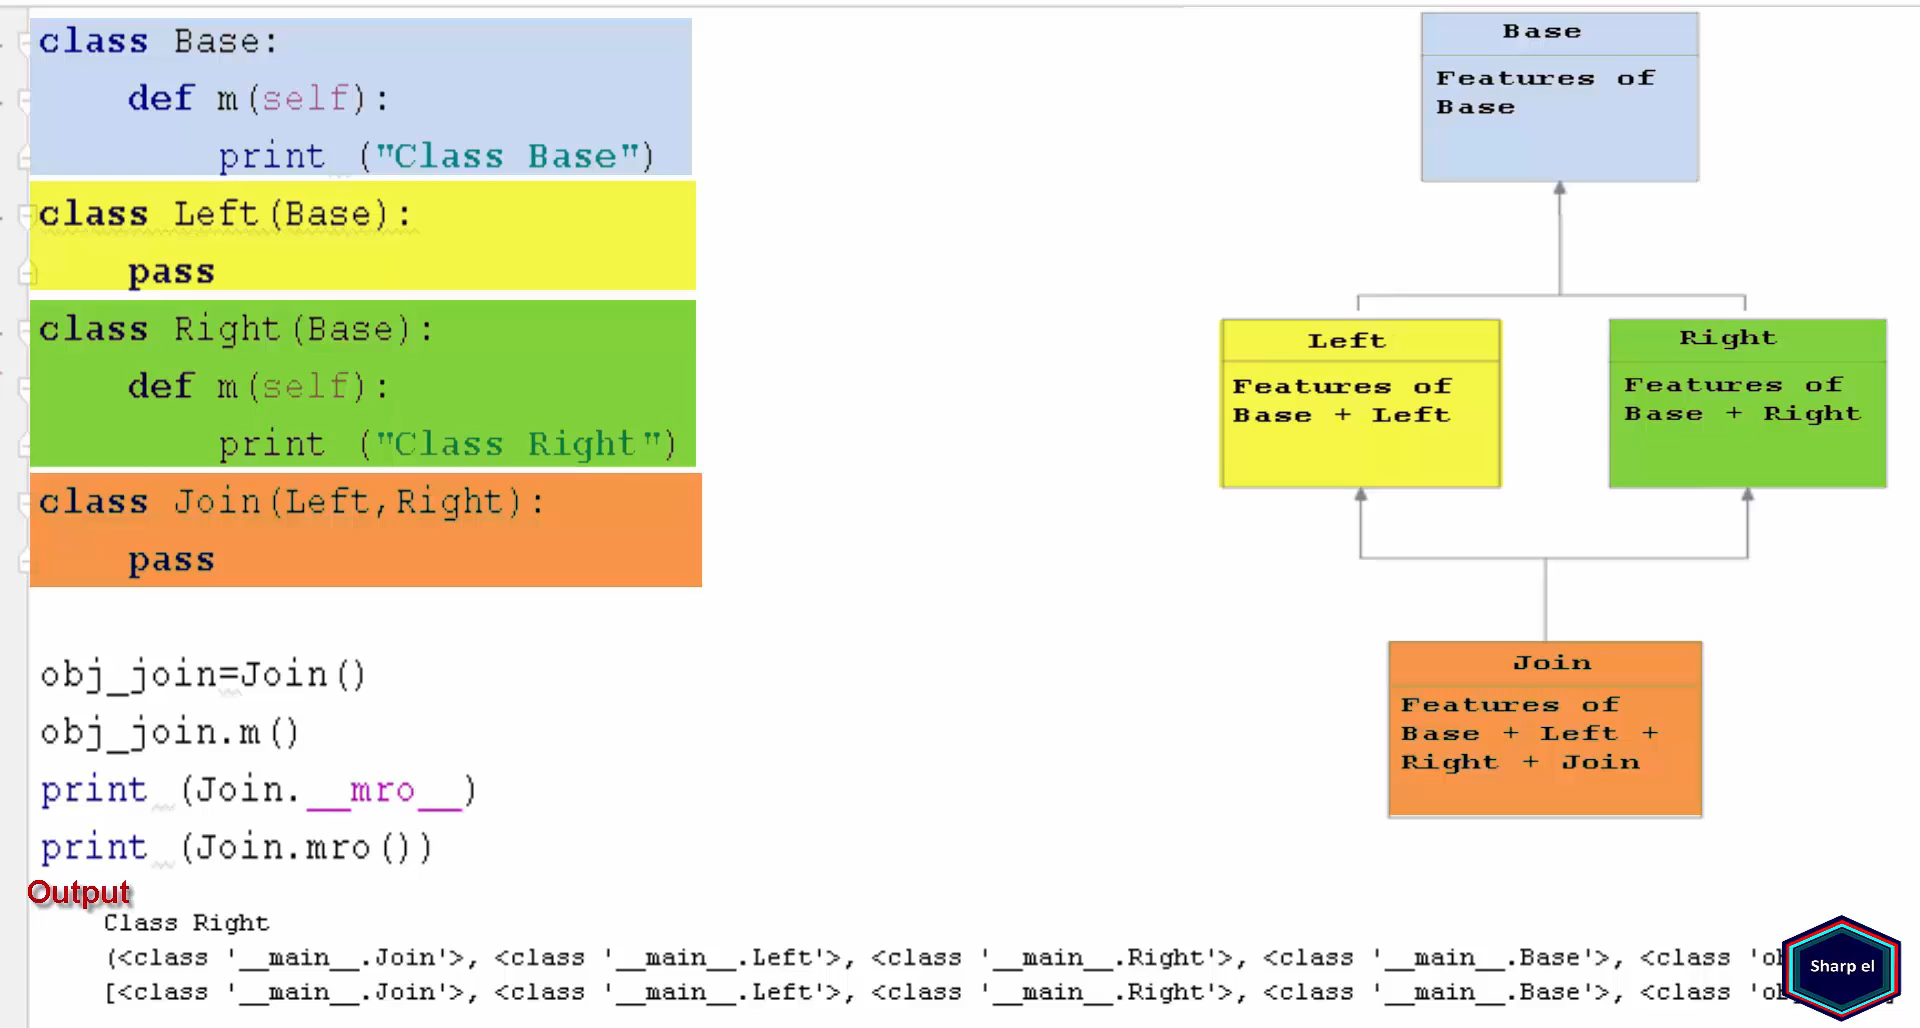 class Base:
def m(self):
print ("Class Base")
class Left(Base):
pass
class Right(Base):
def m(self):
print ("Class Right")
class Join(Left,Right):
pass
obj_join=Join()
obj_join.m()
print (Join.__mro__)
print (Join.mro())
Output
Class Right
(<class '__main__.Join'>, <class '__main__.Left'>, <class '__main__.Right'>, <class '__main__.Base'>, <class
[<class '__main__.Join'>, <class '__main__.Left'>, <class '__main__.Right'>, <class '__main__.Base'>, <class
Base
Features of
Base
Left
Features of
Base + Left
Right
Features of
Base + Right
Join
Features of
Base + Left +
Right + Join
Sharp el